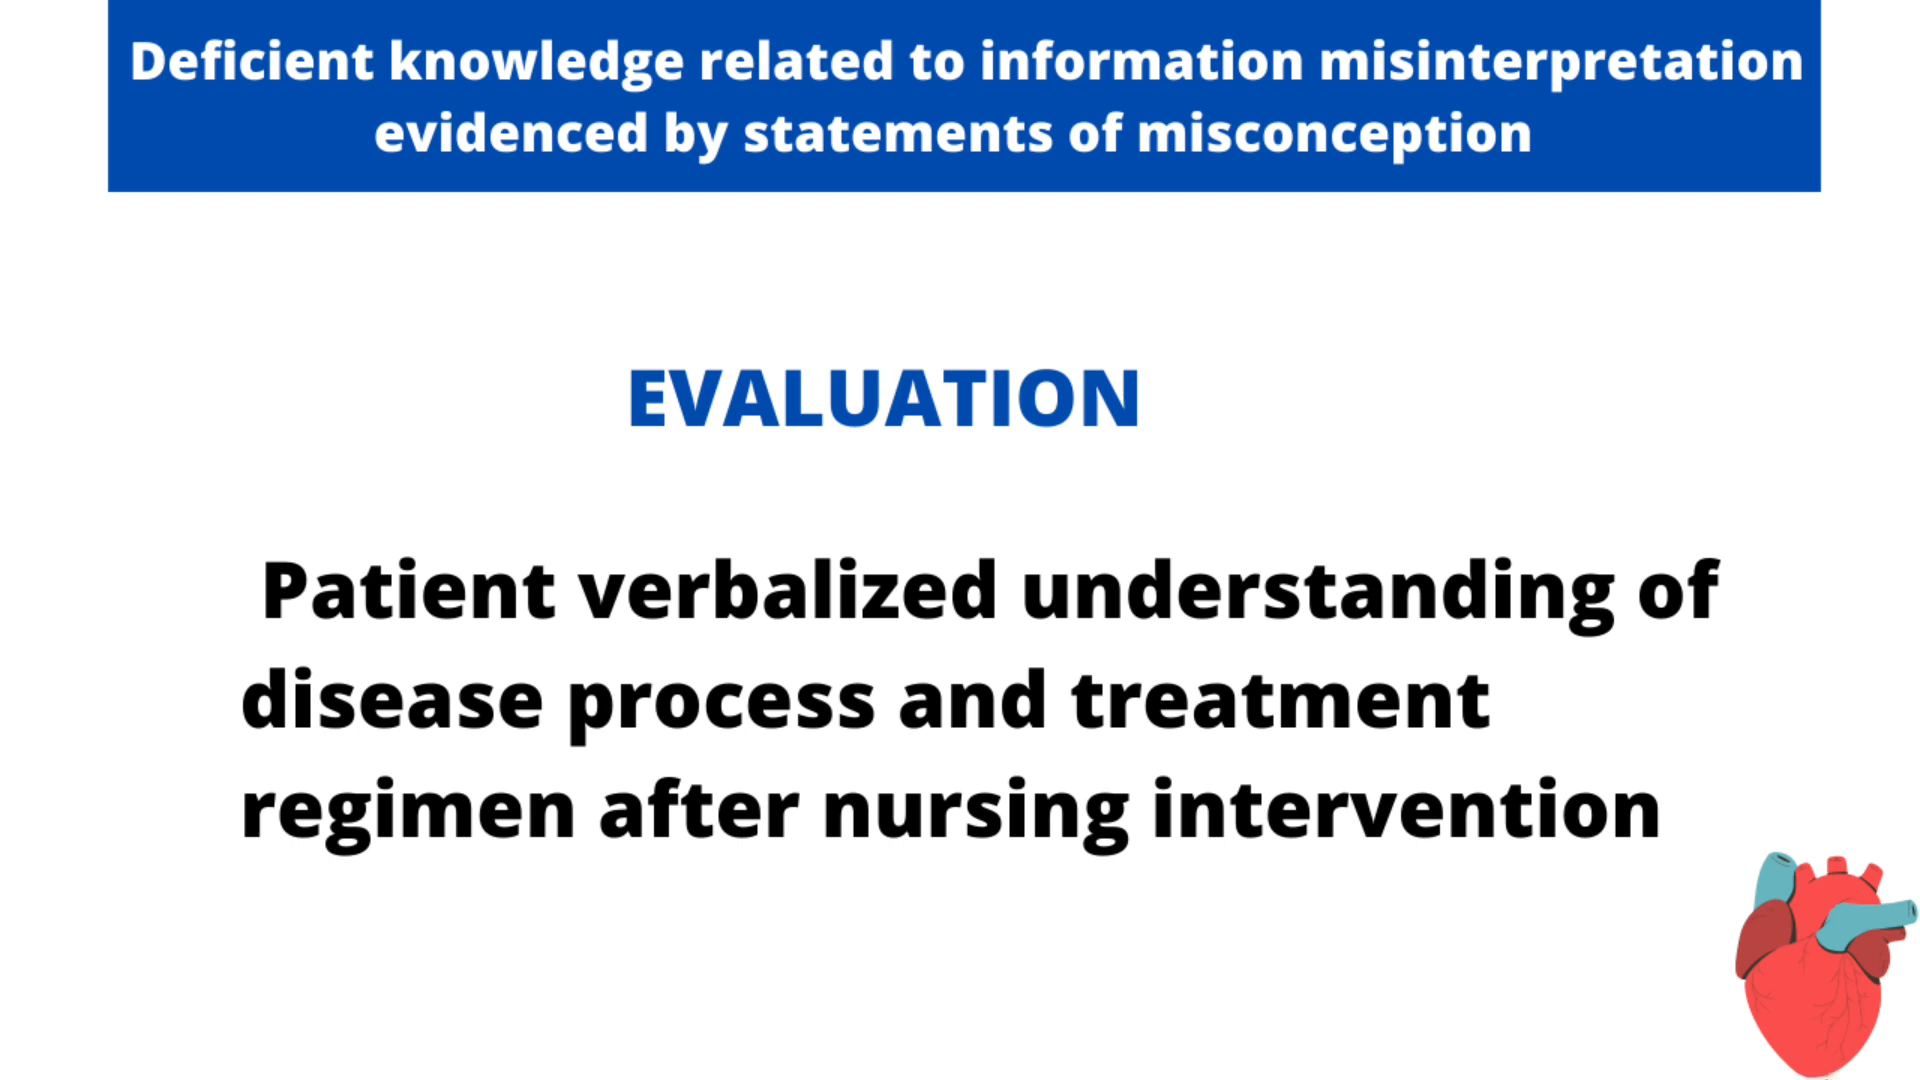 Deficient knowledge related to information misinterpretation
evidenced by statements of misconception
EVALUATION
Patient verbalized understanding of
disease process and treatment
regimen after nursing intervention